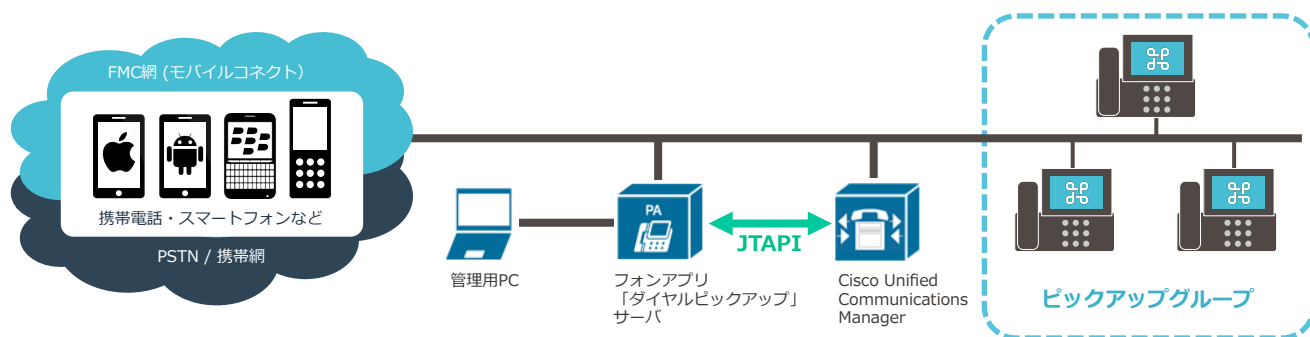 FMC網 (モバイルコネクト)
携帯電話・スマートフォンなど
PSTN / 携帯網
管理用PC
PA
フォンアプリ
「ダイヤルピックアップ」
サーバ
JTAPI
Cisco Unified
Communications
Manager
ピックアップグループ